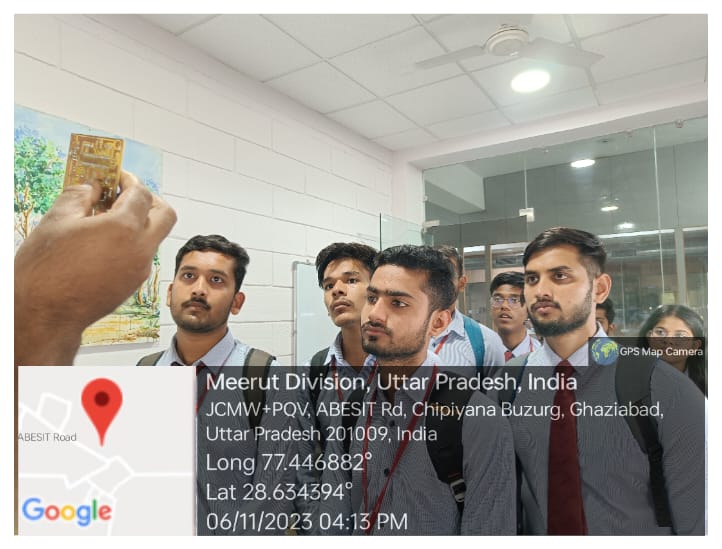 GPS Map Camera
Meerut Division, Uttar Pradesh, India
JCMW+PQV, ABESIT Rd, Chipiyana Buzurg, Ghaziabad,
Uttar Pradesh 201009, India
Long 77.446882°
Lat 28.634394°
06/11/2023 04:13 PM
ABESIT Road
Google